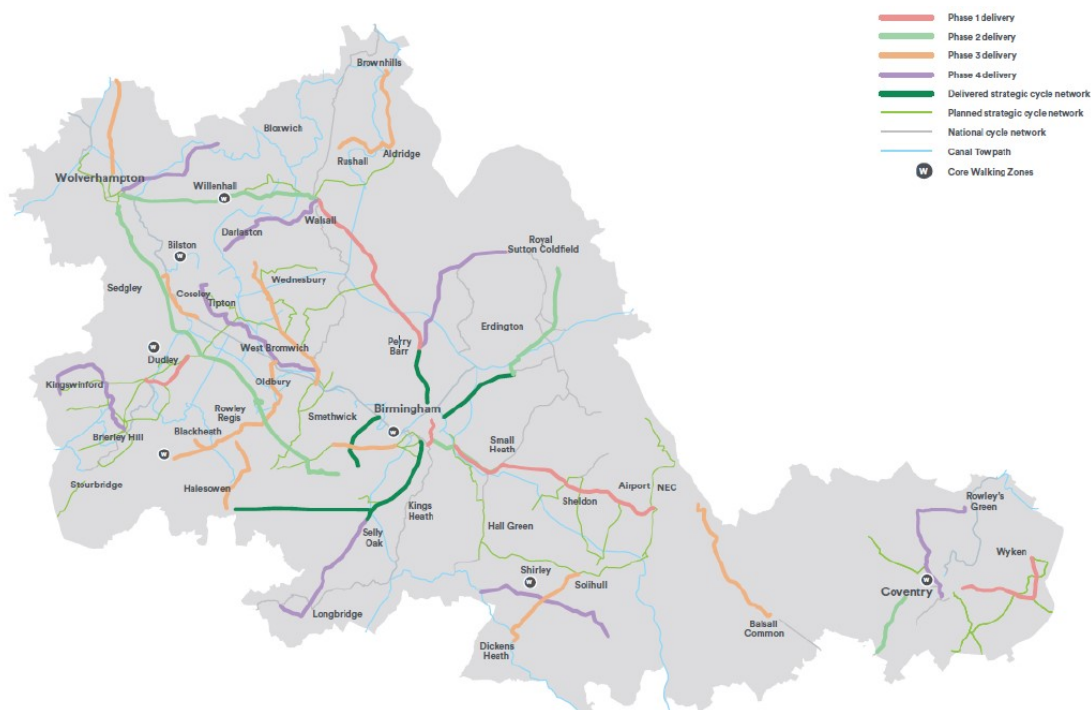 Phase 1 delivery
Phase 2 delivery
Phase 3 delivery
Phase 4 delivery
Delivered strategic cycle network
Planned strategic cycle network
National cycle network
Canal Towpath
W Core Walking Zones
Brownhills
Bloxwich
Rushall
Aldridge
Wolverhampton
Willenhall
W
Walsall
Darlaston
Bilston
W
Royal
Sutton Coldfield
Wednesbury
Sedgley
Coseley
Tipton
Erdington
Perry
Barr
West Bromwich
W
Dudley
Kingswinford
Oldbury
Birmingham
Rowley
Regis
Smethwick
W
Brierley Hill
Blackheath
W
Small
Heath
Stourbridge
Halesowen
Airport
NEC
Sheldon
Kings
Heath
Hall Green
Selly
Oak
Rowley's
Green
Wyken
Shirley
W
Solihull
W
Coventry
Longbridge
Balsall
Common
Dickens
Heath